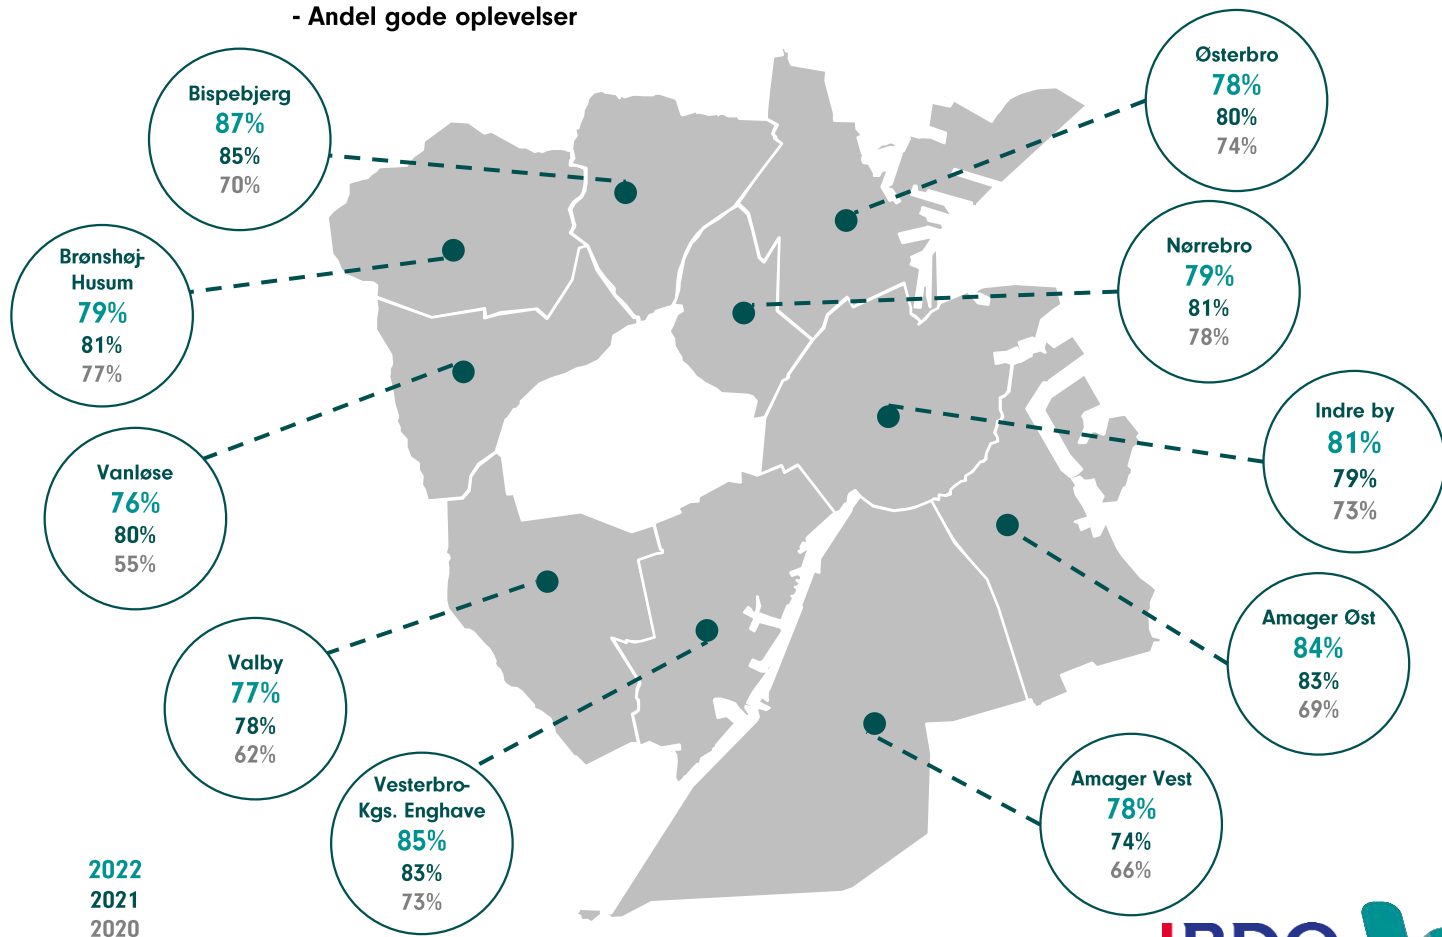 - Andel gode oplevelser
Bispebjerg
87%
85%
70%
Østerbro
78%
80%
74%
Brønshøj-
Husum
79%
81%
77%
Nørrebro
79%
81%
78%
Vanløse
76%
80%
55%
Indre by
81%
79%
73%
Valby
77%
78%
62%
Amager Øst
84%
83%
69%
Vesterbro-
Kgs. Enghave
85%
83%
73%
Amager Vest
78%
74%
66%
2022
2021
2020
BDO